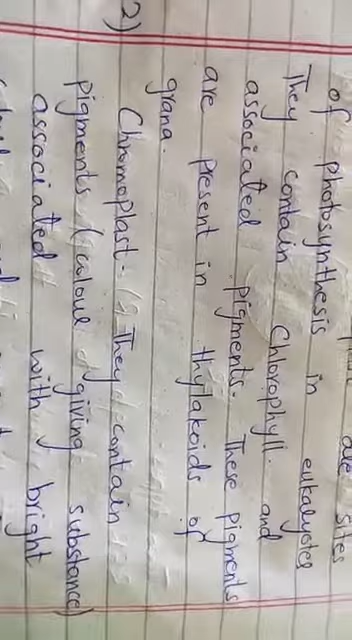 are sites
of photosynthesis in eukaryotes
They contain Chlorophyll and
associated pigments. These pigments
are present in thylakoids of
grana.
2) Chromoplast - They contain
pigments (colour giving substance)
associated with bright